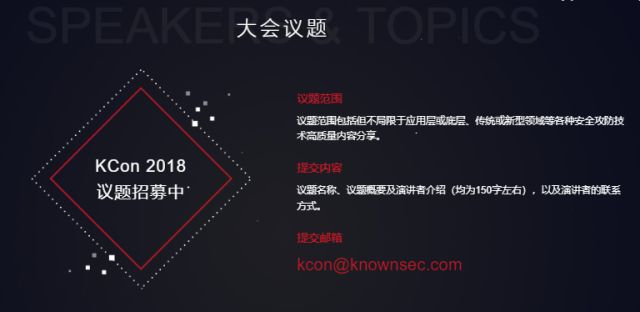 SPEAKERS & TOPICS
大会议题
KCon 2018
议题招募中
议题范围
议题范围包括但不局限于应用层或底层、传统或新型领域等各种安全攻防技
术高质量内容分享。
提交内容
议题名称、议题概要及演讲者介绍（均为150字左右），以及演讲者的联系
方式。
提交邮箱
kcon@knownsec.com